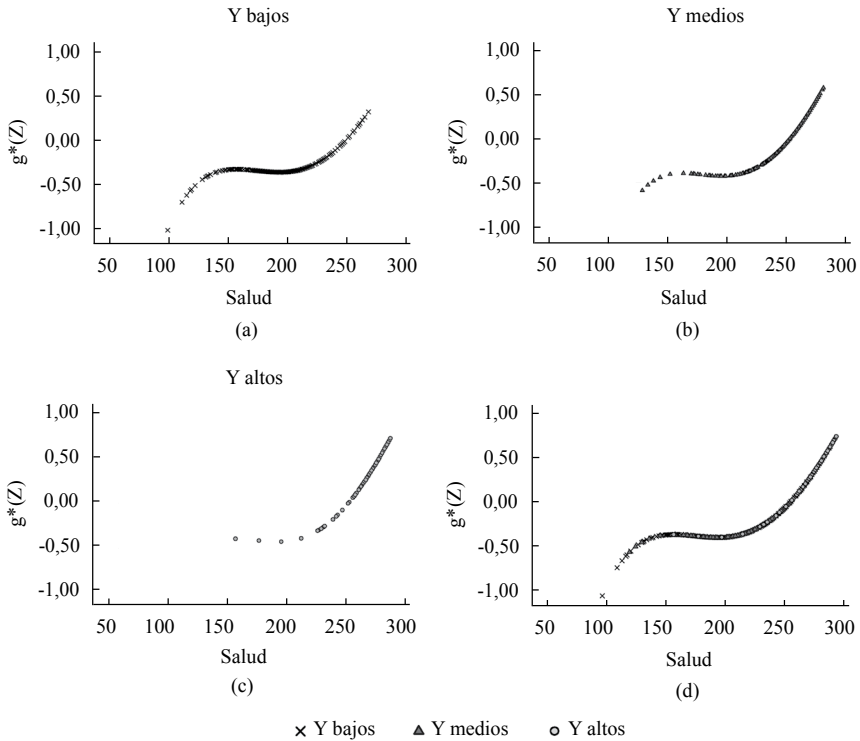 Y bajos
1,00
0,50
0,00
-0,50
-1,00
g*(Z)
50 100 150 200 250 300
Salud
(a)
Y medios
1,00
0,50
0,00
-0,50
-1,00
g*(Z)
50 100 150 200 250 300
Salud
(b)
Y altos
1,00
0,50
0,00
-0,50
-1,00
g*(Z)
50 100 150 200 250 300
Salud
(c)
1,00
0,50
0,00
-0,50
-1,00
g*(Z)
50 100 150 200 250 300
Salud
(d)
Y bajos Y medios Y altos